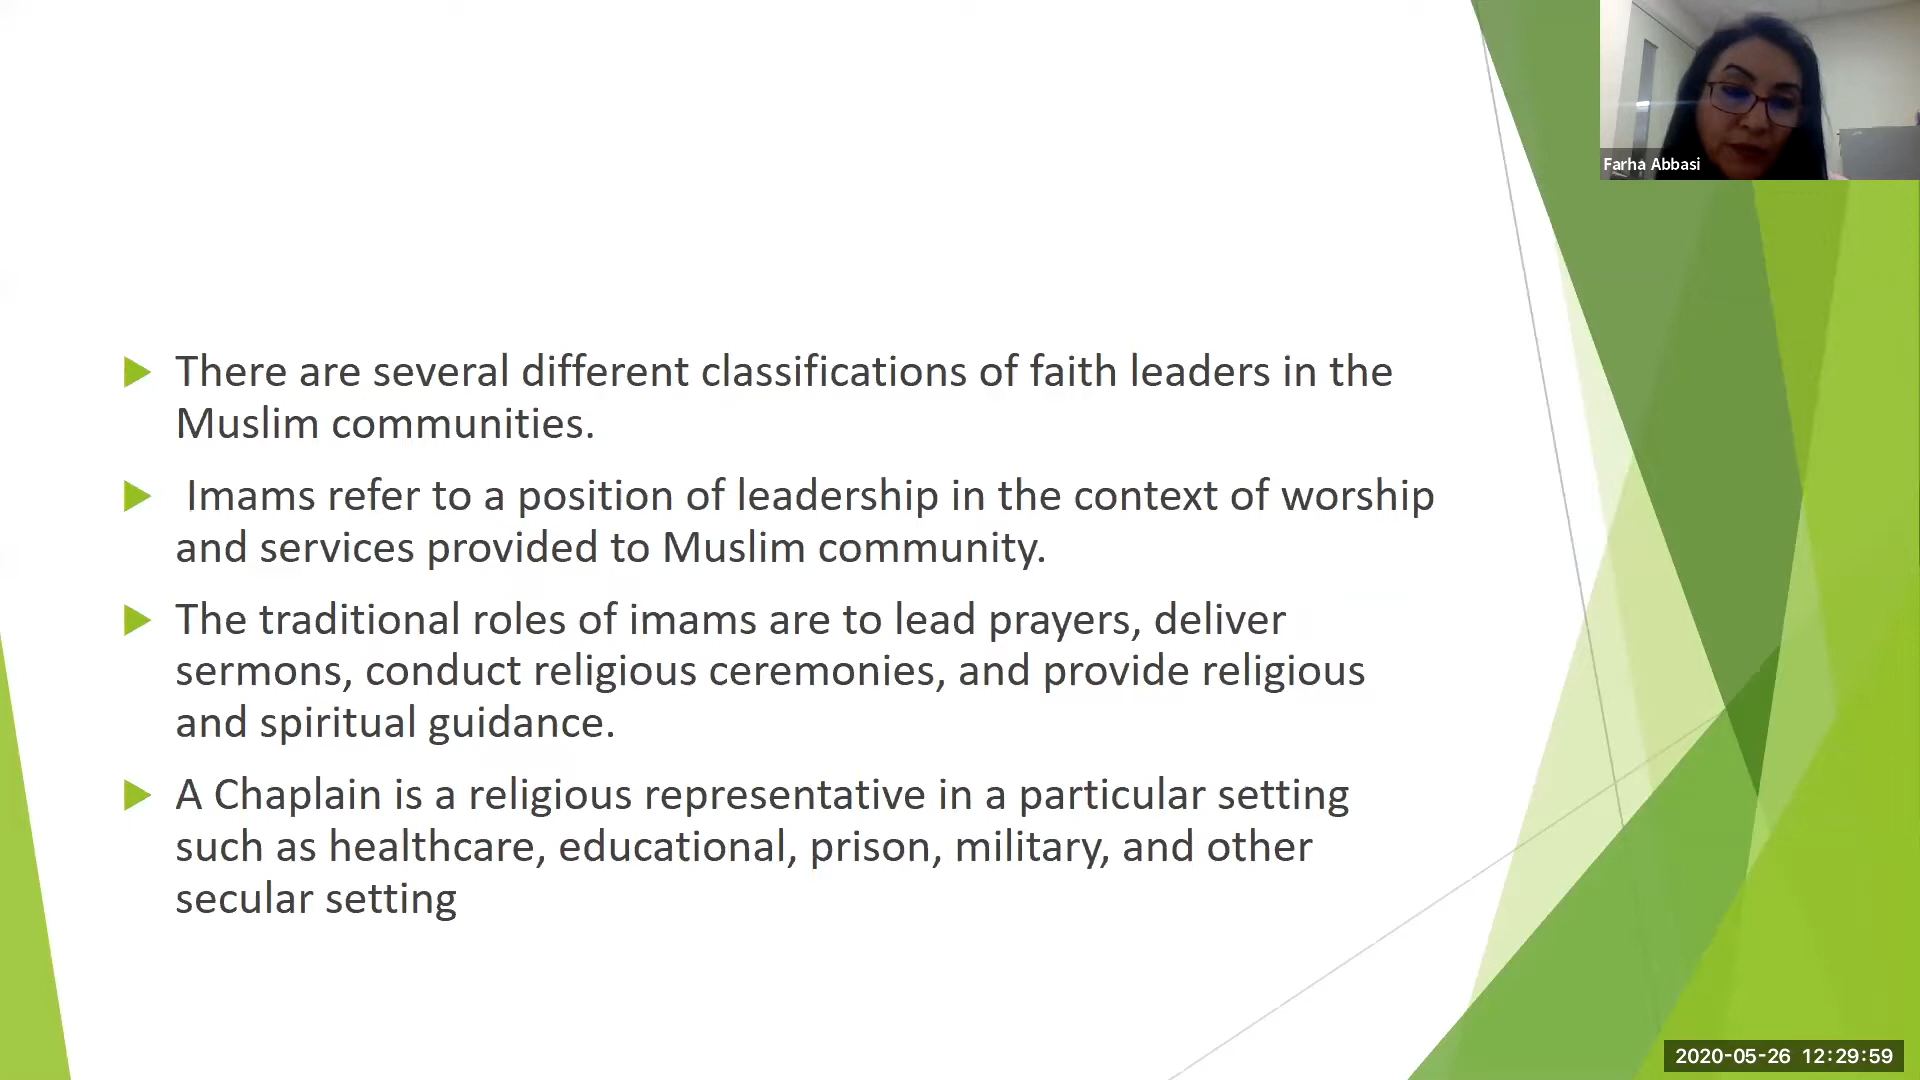 Farha Abbasi
There are several different classifications of faith leaders in the
Muslim communities.
Imams refer to a position of leadership in the context of worship
and services provided to Muslim community.
The traditional roles of imams are to lead prayers, deliver
sermons, conduct religious ceremonies, and provide religious
and spiritual guidance.
A Chaplain is a religious representative in a particular setting
such as healthcare, educational, prison, military, and other
secular setting
2020-05-26 12:29:59